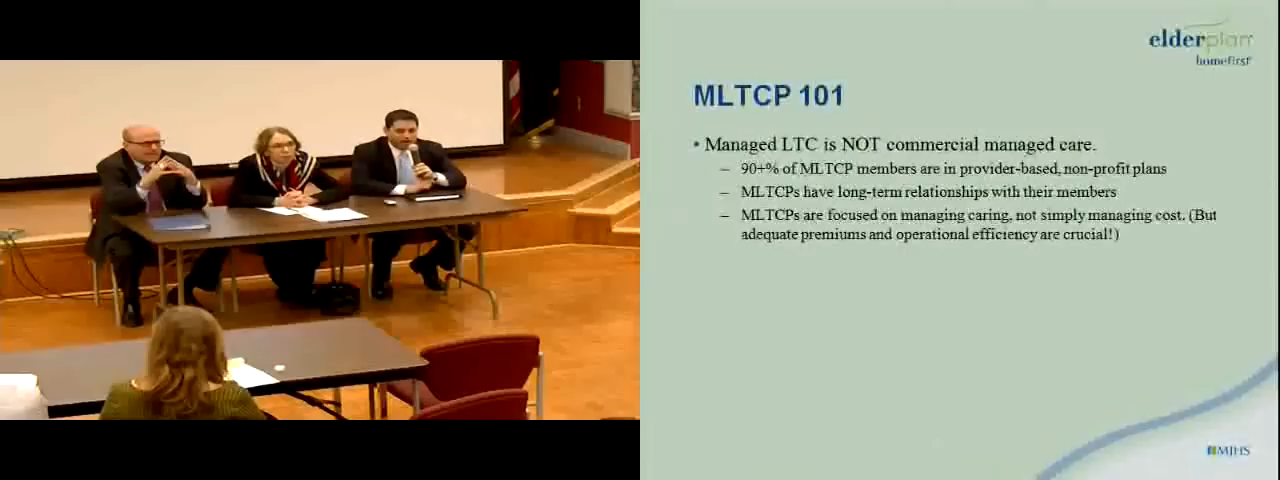 elderplan
homefirst
MLTCP 101
• Managed LTC is NOT commercial managed care.
– 90+% of MLTCP members are in provider-based, non-profit plans
– MLTCPs have long-term relationships with their members
– MLTCPs are focused on managing caring, not simply managing cost. (But
adequate premiums and operational efficiency are crucial!)
MJHS